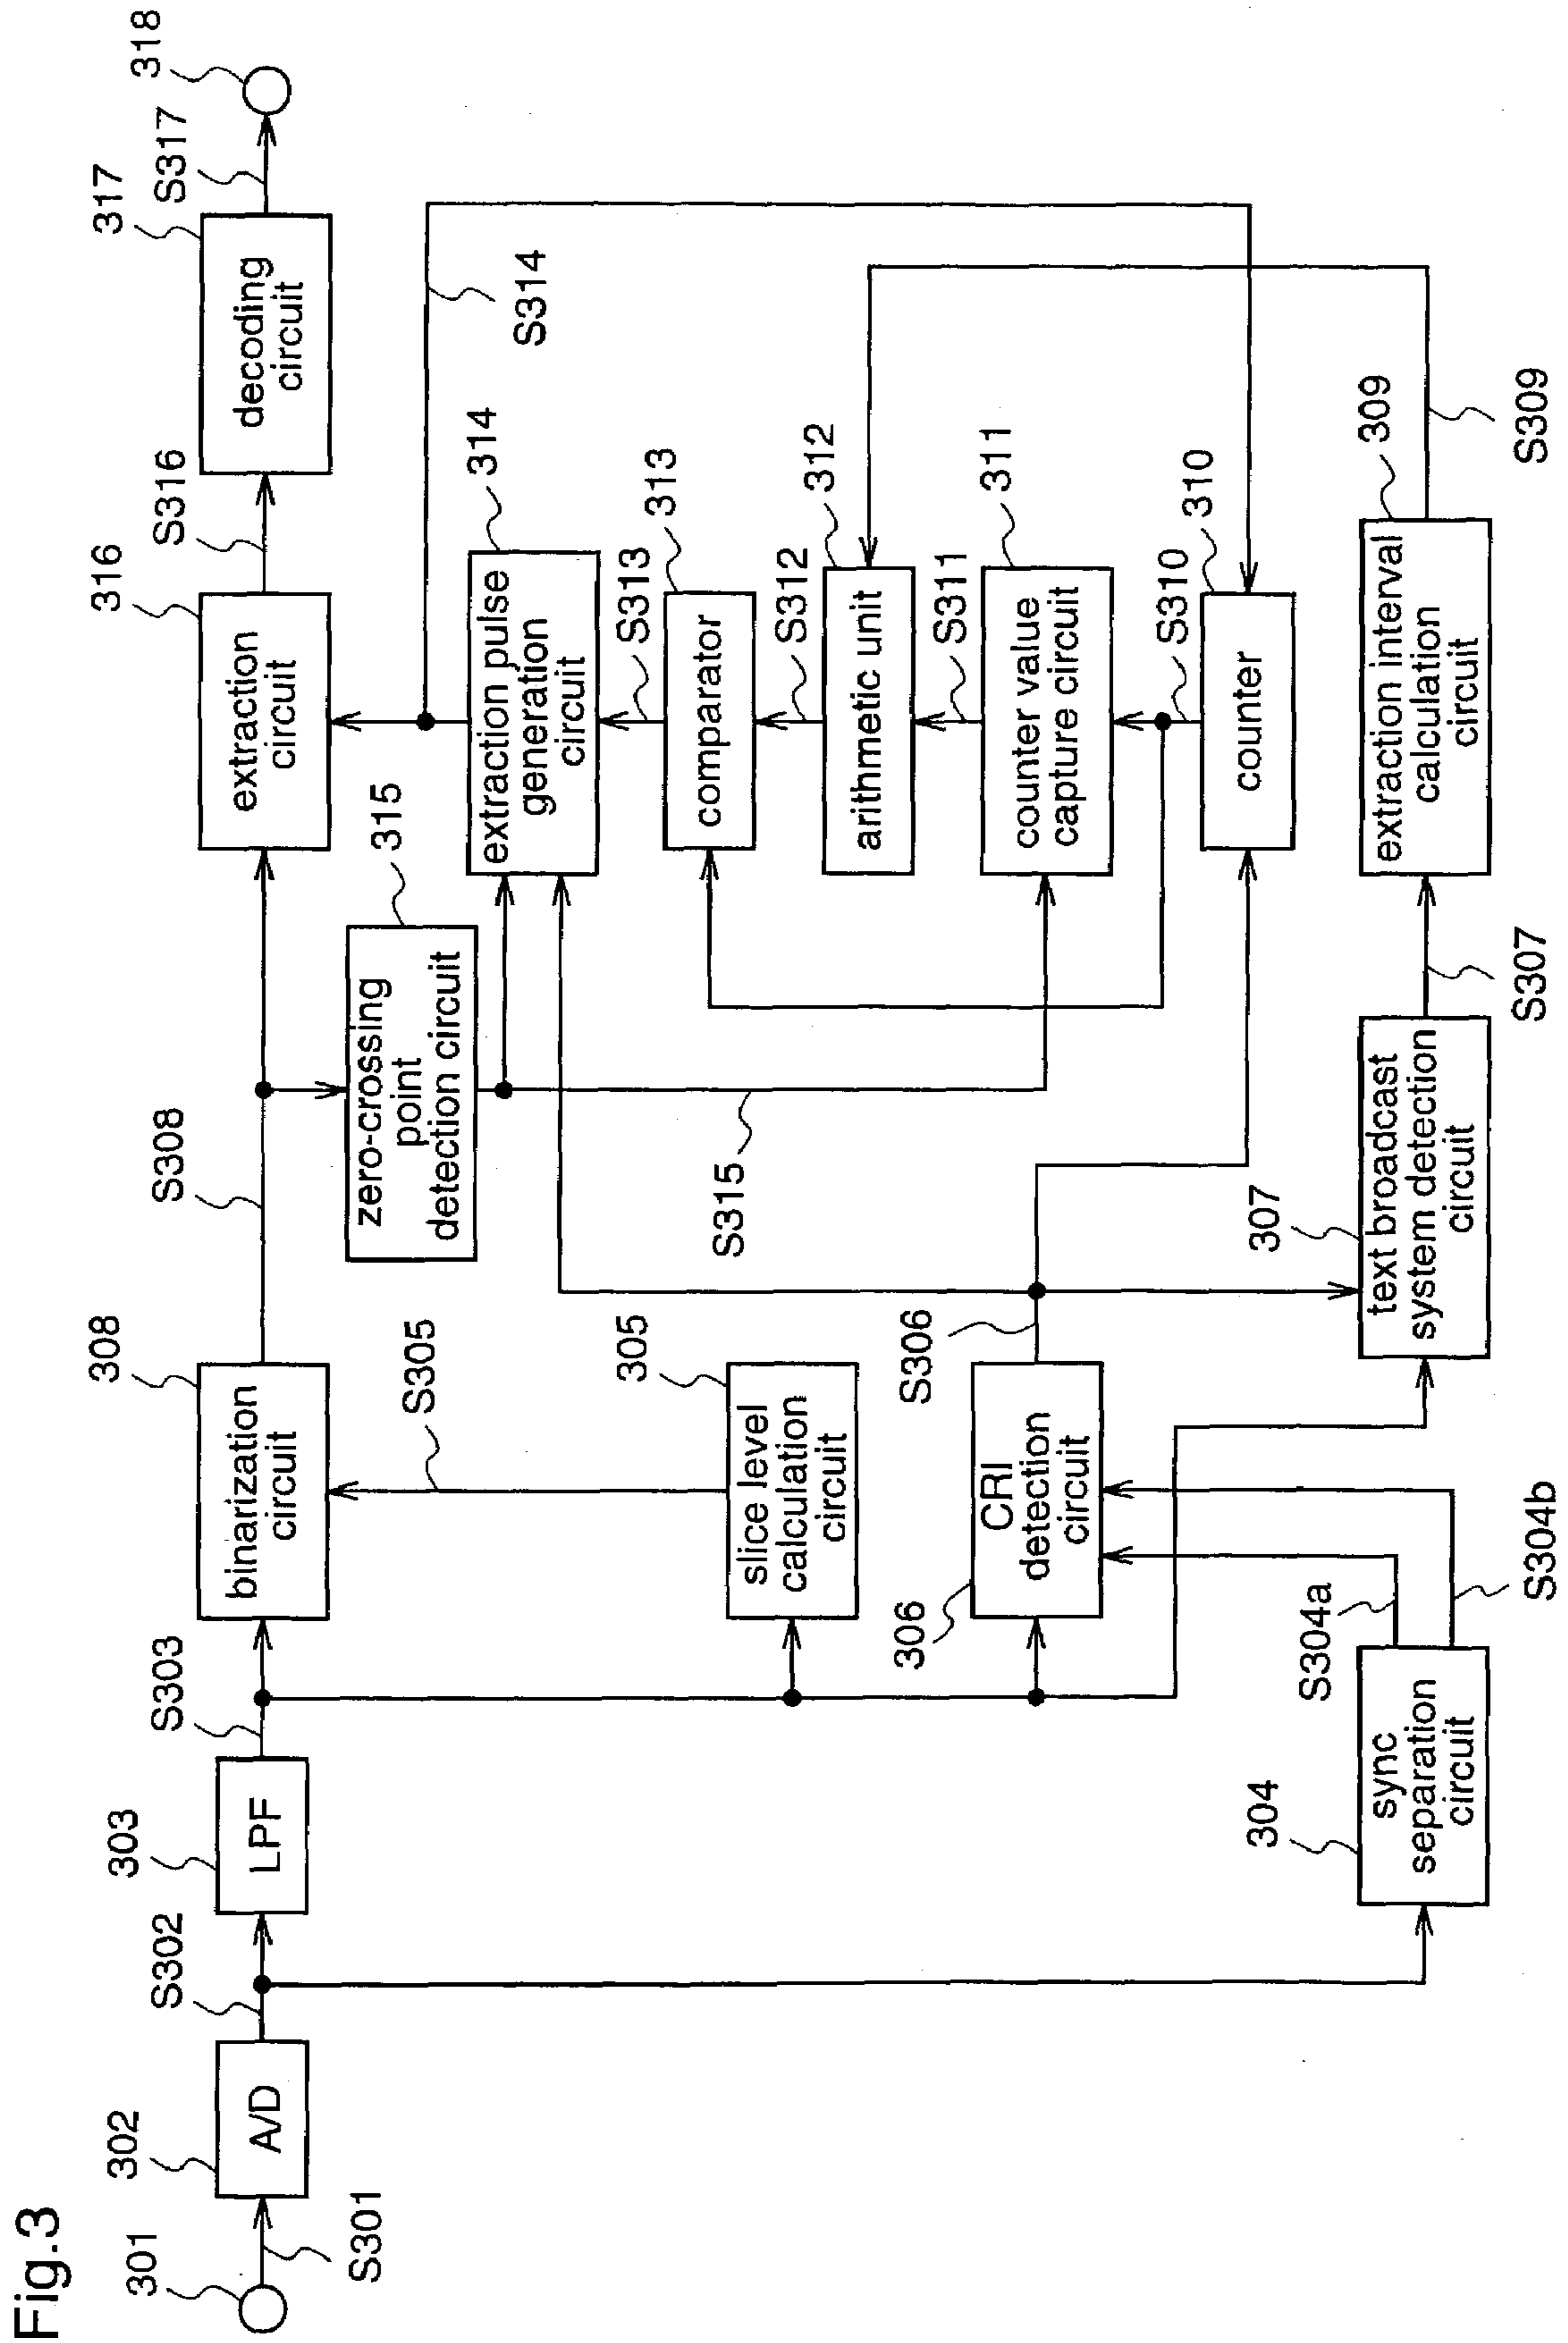 Fig.3
301
S301
302
A/D
S302
303
LPF
S303
308
binarization
circuit
S308
316
extraction
circuit
S316
317
decoding
circuit
S317
318
315
zero-crossing
point
detection circuit
S305
305
slice level
calculation
circuit
S315
314
extraction pulse
generation
circuit
S314
S313
313
comparator
S312
312
arithmetic unit
S311
311
counter value
capture circuit
S310
310
counter
306
CRI
detection
circuit
S306
304
sync
separation
circuit
S304a
S304b
307
text broadcast
system detection
circuit
S307
309
extraction interval
calculation
circuit
S309